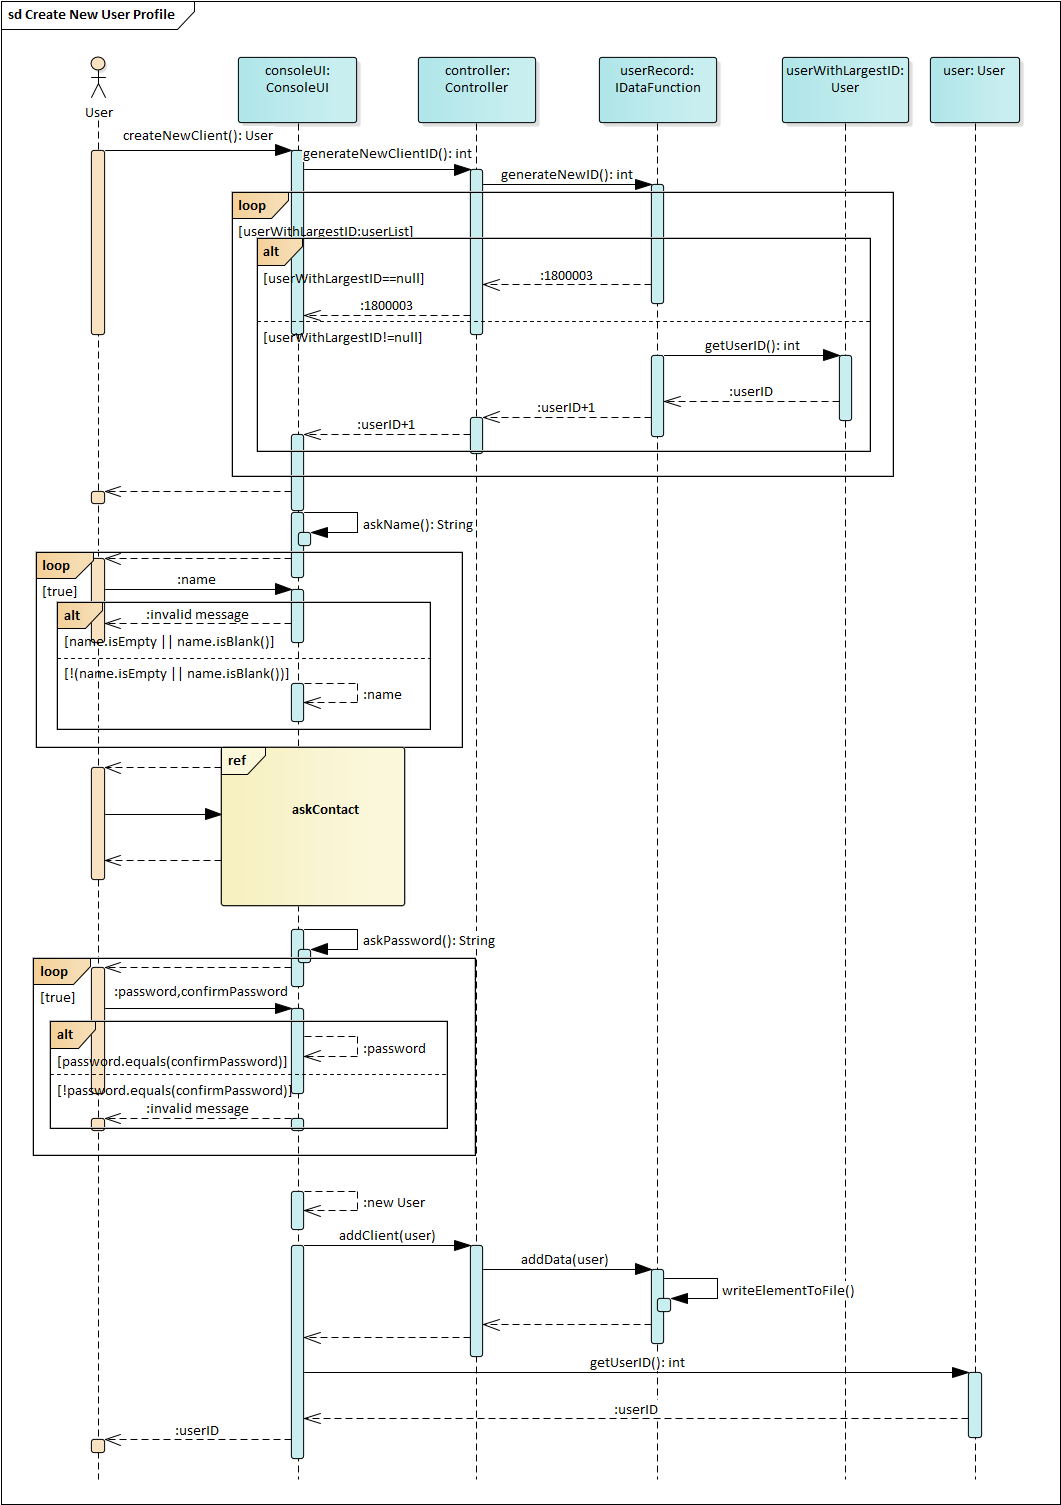 sd Create New User Profile
User
consoleUI:
ConsoleUI
controller:
Controller
userRecord:
IDataFunction
userWithLargestID:
User
user: User
createNewClient(): User
generateNewClientID(): int
generateNewID(): int
loop
[userWithLargestID:userList]
alt
[userWithLargestID==null]
:1800003
:1800003
[userWithLargestID!=null]
getUserID(): int
:userID
:userID+1
:userID+1
askName(): String
loop
[true]
:name
alt
:invalid message
[name.isEmpty || name.isBlank()]
[!(name.isEmpty || name.isBlank())]
:name
ref
askContact
askPassword(): String
loop
[true]
:password,confirmPassword
alt
:password
[password.equals(confirmPassword)]
[!password.equals(confirmPassword)]
:invalid message
:new User
addClient(user)
addData(user)
writeElementToFile()
getUserID(): int
:userID
:userID